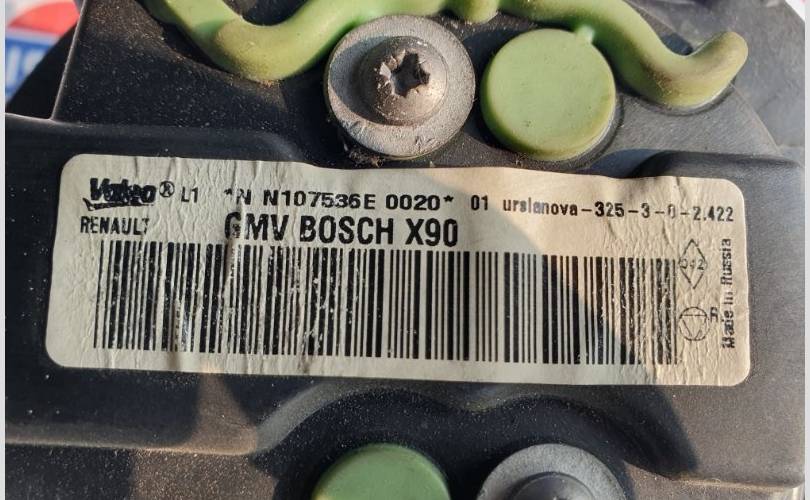 Valeo® L1 *N N107536E 0020* 01 urslanova-325-3-0-2.422
RENAULT GMV BOSCH X90
Made in Russia